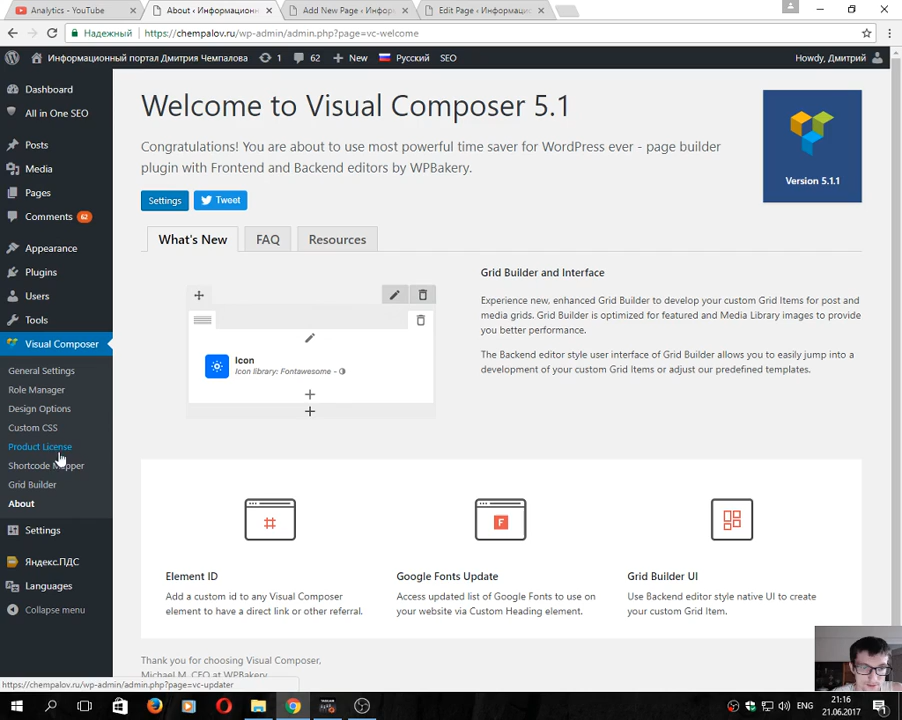 Analytics - YouTube
About ‹ Информационн
Add New Page ‹ Инфор
Edit Page ‹ Информаци
Надежный
https://chempalov.ru/wp-admin/admin.php?page=vc-welcome
Информационный портал Дмитрия Чемпалова
1
62
New
Русский
SEO
Howdy, Дмитрий
Dashboard
All in One SEO
Posts
Media
Pages
Comments 62
Appearance
Plugins
Users
Tools
Visual Composer
General Settings
Role Manager
Design Options
Custom CSS
Product License
Shortcode Mapper
Grid Builder
About
Settings
Яндекс.ПДС
Languages
Collapse menu
Welcome to Visual Composer 5.1
Congratulations! You are about to use most powerful time saver for WordPress ever - page builder
plugin with Frontend and Backend editors by WPBakery.
Version 5.1.1
Settings
Tweet
What's New
FAQ
Resources
Icon
Icon library: Fontawesome -
Grid Builder and Interface
Experience new, enhanced Grid Builder to develop your custom Grid Items for post and
media grids. Grid Builder is optimized for featured and Media Library images to provide
you better performance.
The Backend editor style user interface of Grid Builder allows you to easily jump into a
development of your custom Grid Items or adjust our predefined templates.
Element ID
Add a custom id to any Visual Composer
element to have a direct link or other referral.
F
Google Fonts Update
Access updated list of Google Fonts to use on
your website via Custom Heading element.
Grid Builder UI
Use Backend editor style native UI to create
your custom Grid Item.
Thank you for choosing Visual Composer,
Michael M, CEO at WPBakery
https://chempalov.ru/wp-admin/admin.php?page=vc-updater
21:16
21.06.2017